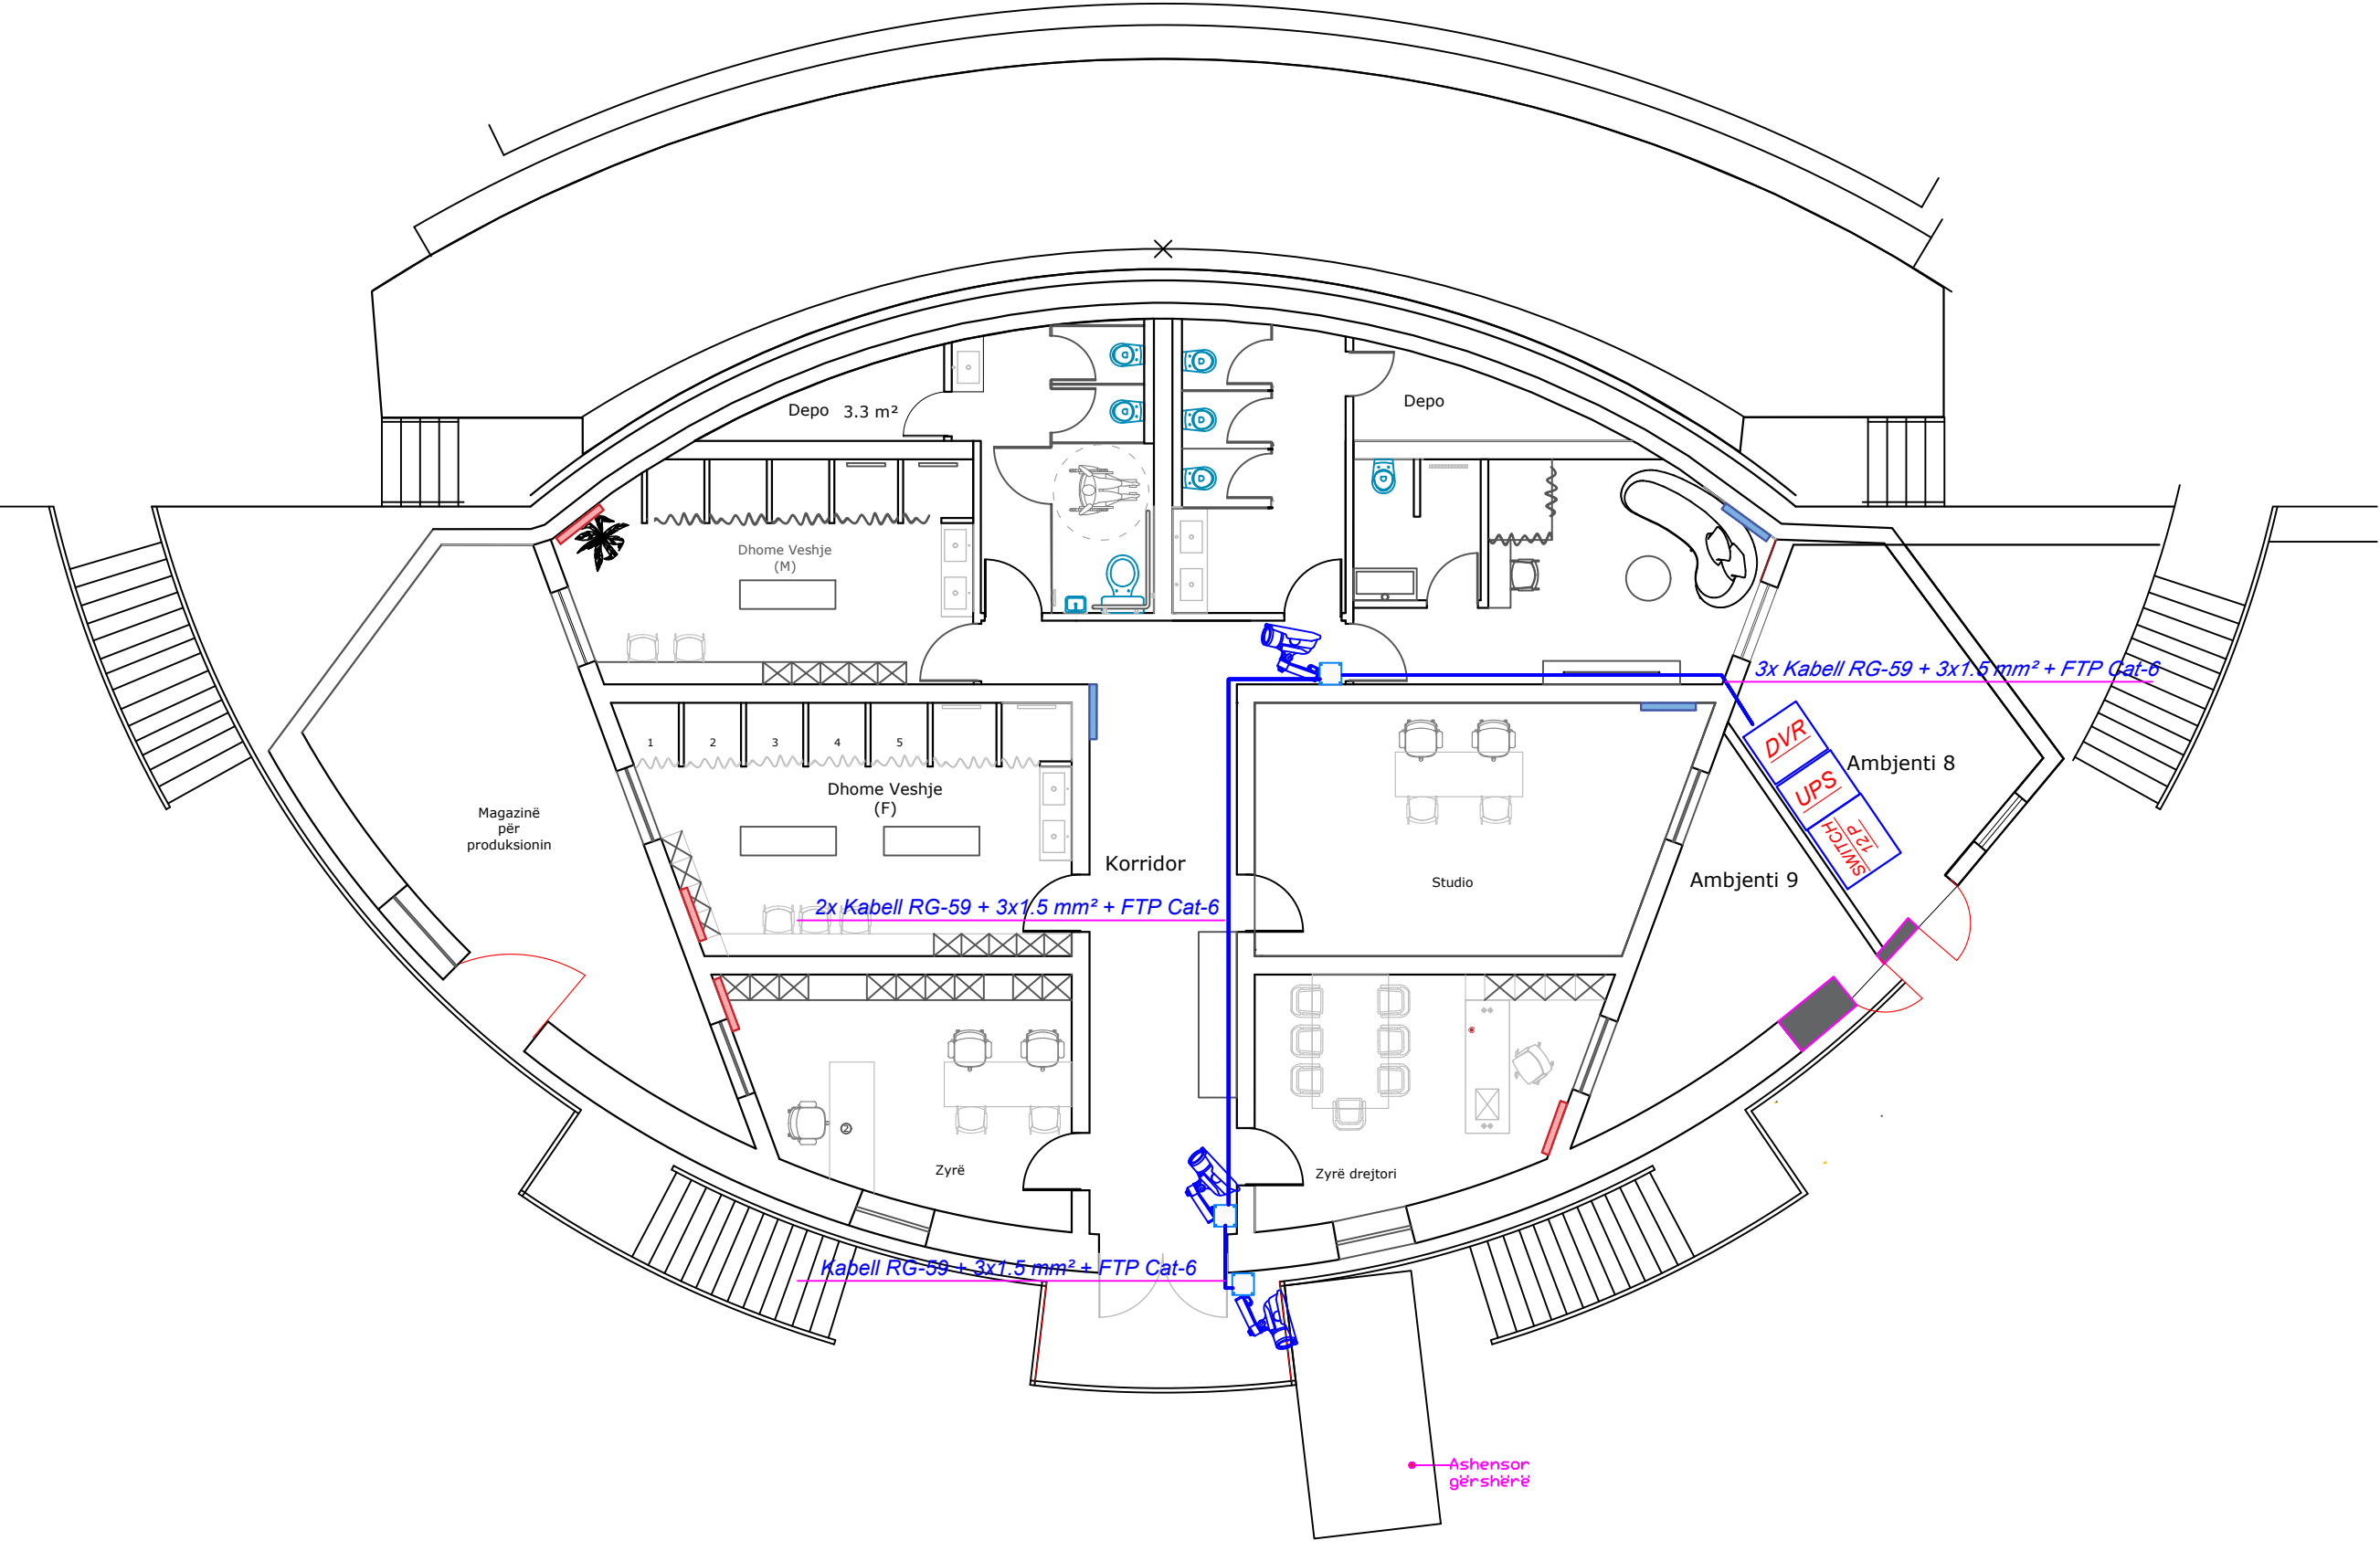 Depo 3.3 m²
Depo
Dhome Veshje
(M)
3x Kabell RG-59 + 3x1.5 mm² + FTP Cat-6
1 2 3 4 5
DVR
UPS
SWITCH
12 P
Ambjenti 8
Dhome Veshje
(F)
Magazinë
për
produksionin
Korridor
Studio
Ambjenti 9
2x Kabell RG-59 + 3x1.5 mm² + FTP Cat-6
2
Zyrë
Zyrë drejtori
Kabell RG-59 + 3x1.5 mm² + FTP Cat-6
Ashensor
gërshërë